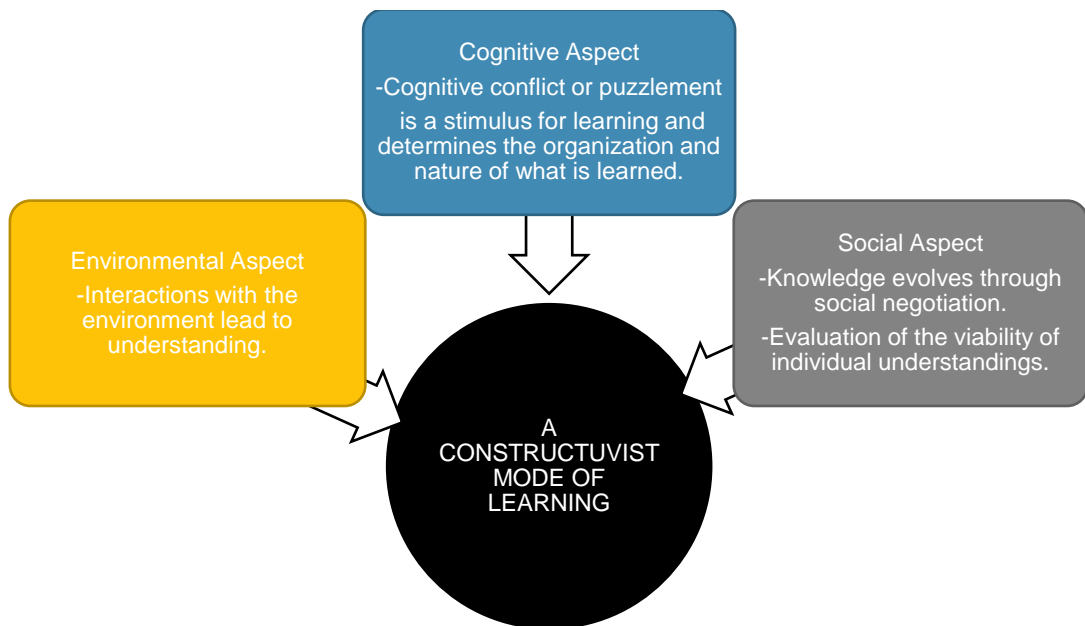 Cognitive Aspect
-Cognitive conflict or puzzlement
is a stimulus for learning and
determines the organization and
nature of what is learned.
Environmental Aspect
-Interactions with the
environment lead to
understanding.
Social Aspect
-Knowledge evolves through
social negotiation.
-Evaluation of the viability of
individual understandings.
A
CONSTRUCTUVIST
MODE OF
LEARNING